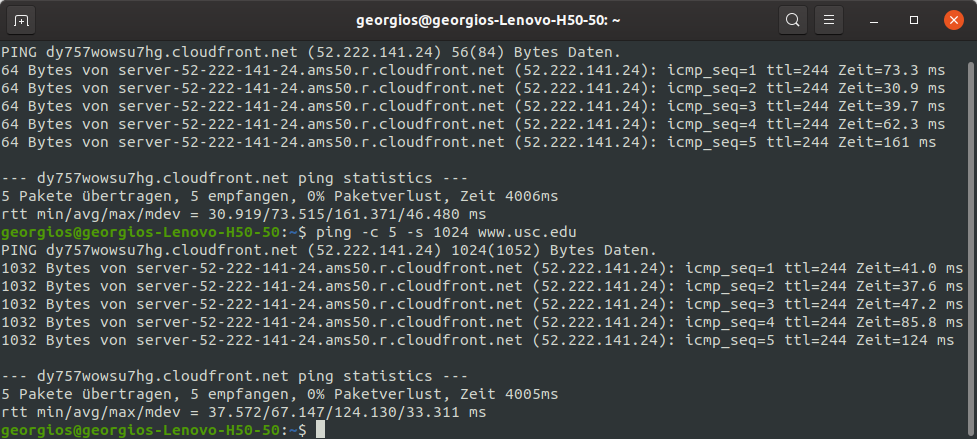 georgios@georgios-Lenovo-H50-50: ~
PING dy757wowsu7hg.cloudfront.net (52.222.141.24) 56(84) Bytes Daten.
64 Bytes von server-52-222-141-24.ams50.r.cloudfront.net (52.222.141.24): icmp_seq=1 ttl=244 Zeit=73.3 ms
64 Bytes von server-52-222-141-24.ams50.r.cloudfront.net (52.222.141.24): icmp_seq=2 ttl=244 Zeit=30.9 ms
64 Bytes von server-52-222-141-24.ams50.r.cloudfront.net (52.222.141.24): icmp_seq=3 ttl=244 Zeit=39.7 ms
64 Bytes von server-52-222-141-24.ams50.r.cloudfront.net (52.222.141.24): icmp_seq=4 ttl=244 Zeit=62.3 ms
64 Bytes von server-52-222-141-24.ams50.r.cloudfront.net (52.222.141.24): icmp_seq=5 ttl=244 Zeit=161 ms
--- dy757wowsu7hg.cloudfront.net ping statistics ---
5 Pakete übertragen, 5 empfangen, 0% Paketverlust, Zeit 4006ms
rtt min/avg/max/mdev = 30.919/73.515/161.371/46.480 ms
georgios@georgios-Lenovo-H50-50:~$ ping -c 5 -s 1024 www.usc.edu
PING dy757wowsu7hg.cloudfront.net (52.222.141.24) 1024(1052) Bytes Daten.
1032 Bytes von server-52-222-141-24.ams50.r.cloudfront.net (52.222.141.24): icmp_seq=1 ttl=244 Zeit=41.0 ms
1032 Bytes von server-52-222-141-24.ams50.r.cloudfront.net (52.222.141.24): icmp_seq=2 ttl=244 Zeit=37.6 ms
1032 Bytes von server-52-222-141-24.ams50.r.cloudfront.net (52.222.141.24): icmp_seq=3 ttl=244 Zeit=47.2 ms
1032 Bytes von server-52-222-141-24.ams50.r.cloudfront.net (52.222.141.24): icmp_seq=4 ttl=244 Zeit=85.8 ms
1032 Bytes von server-52-222-141-24.ams50.r.cloudfront.net (52.222.141.24): icmp_seq=5 ttl=244 Zeit=124 ms
--- dy757wowsu7hg.cloudfront.net ping statistics ---
5 Pakete übertragen, 5 empfangen, 0% Paketverlust, Zeit 4005ms
rtt min/avg/max/mdev = 37.572/67.147/124.130/33.311 ms
georgios@georgios-Lenovo-H50-50:~$